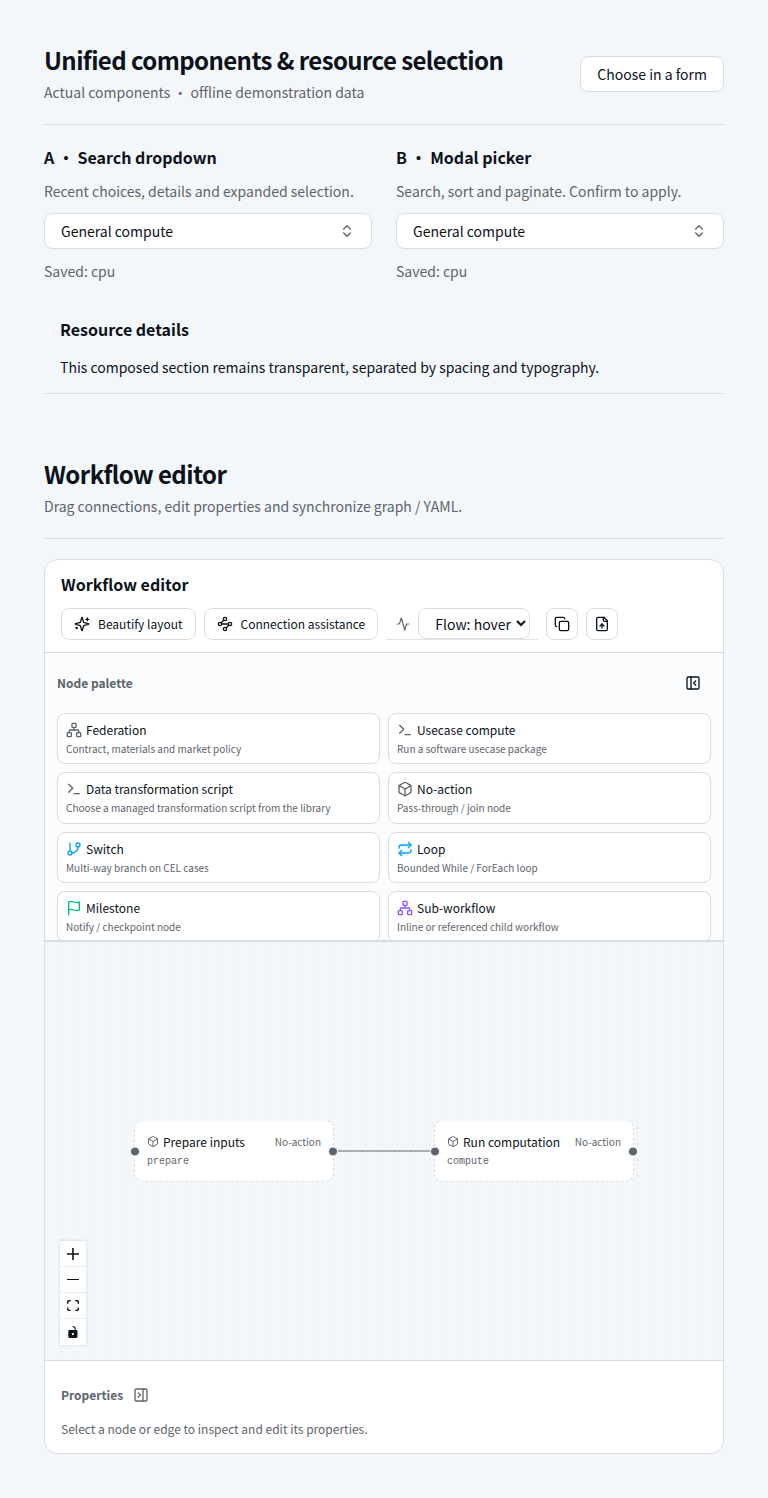 Unified components & resource selection
Actual components • offline demonstration data
Choose in a form
A • Search dropdown
Recent choices, details and expanded selection.
General compute
Saved: cpu
B • Modal picker
Search, sort and paginate. Confirm to apply.
General compute
Saved: cpu
Resource details
This composed section remains transparent, separated by spacing and typography.
Workflow editor
Drag connections, edit properties and synchronize graph / YAML.
Workflow editor
Beautify layout
Connection assistance
Flow: hover
Node palette
Federation
Contract, materials and market policy
Usecase compute
Run a software usecase package
Data transformation script
Choose a managed transformation script from the library
No-action
Pass-through / join node
Switch
Multi-way branch on CEL cases
Loop
Bounded While / ForEach loop
Milestone
Notify / checkpoint node
Sub-workflow
Inline or referenced child workflow
Prepare inputs No-action
prepare
Run computation No-action
compute
Properties
Select a node or edge to inspect and edit its properties.